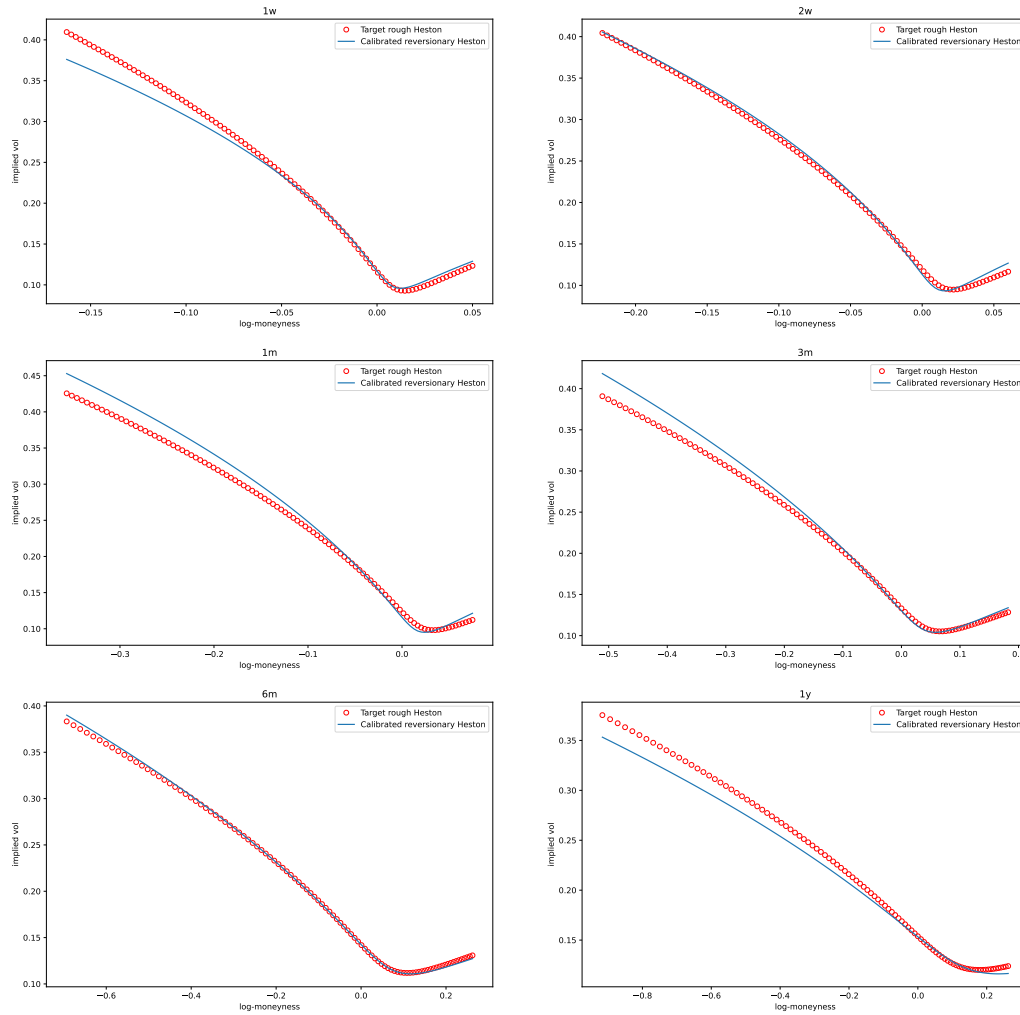 1w
0.40
0.35
0.30
0.25
0.20
0.15
0.10
implied vol
Target rough Heston
Calibrated reversionary Heston
−0.15
−0.10
−0.05
0.00
0.05
log-moneyness
2w
0.40
0.35
0.30
0.25
0.20
0.15
0.10
implied vol
Target rough Heston
Calibrated reversionary Heston
−0.20
−0.15
−0.10
−0.05
0.00
0.05
log-moneyness
1m
0.45
0.40
0.35
0.30
0.25
0.20
0.15
0.10
implied vol
Target rough Heston
Calibrated reversionary Heston
−0.3
−0.2
−0.1
0.0
log-moneyness
3m
0.40
0.35
0.30
0.25
0.20
0.15
0.10
implied vol
Target rough Heston
Calibrated reversionary Heston
−0.5
−0.4
−0.3
−0.2
−0.1
0.0
0.1
log-moneyness
6m
0.40
0.35
0.30
0.25
0.20
0.15
0.10
implied vol
Target rough Heston
Calibrated reversionary Heston
−0.6
−0.4
−0.2
0.0
0.2
log-moneyness
1y
0.35
0.30
0.25
0.20
0.15
implied vol
Target rough Heston
Calibrated reversionary Heston
−0.8
−0.6
−0.4
−0.2
0.0
0.2
log-moneyness